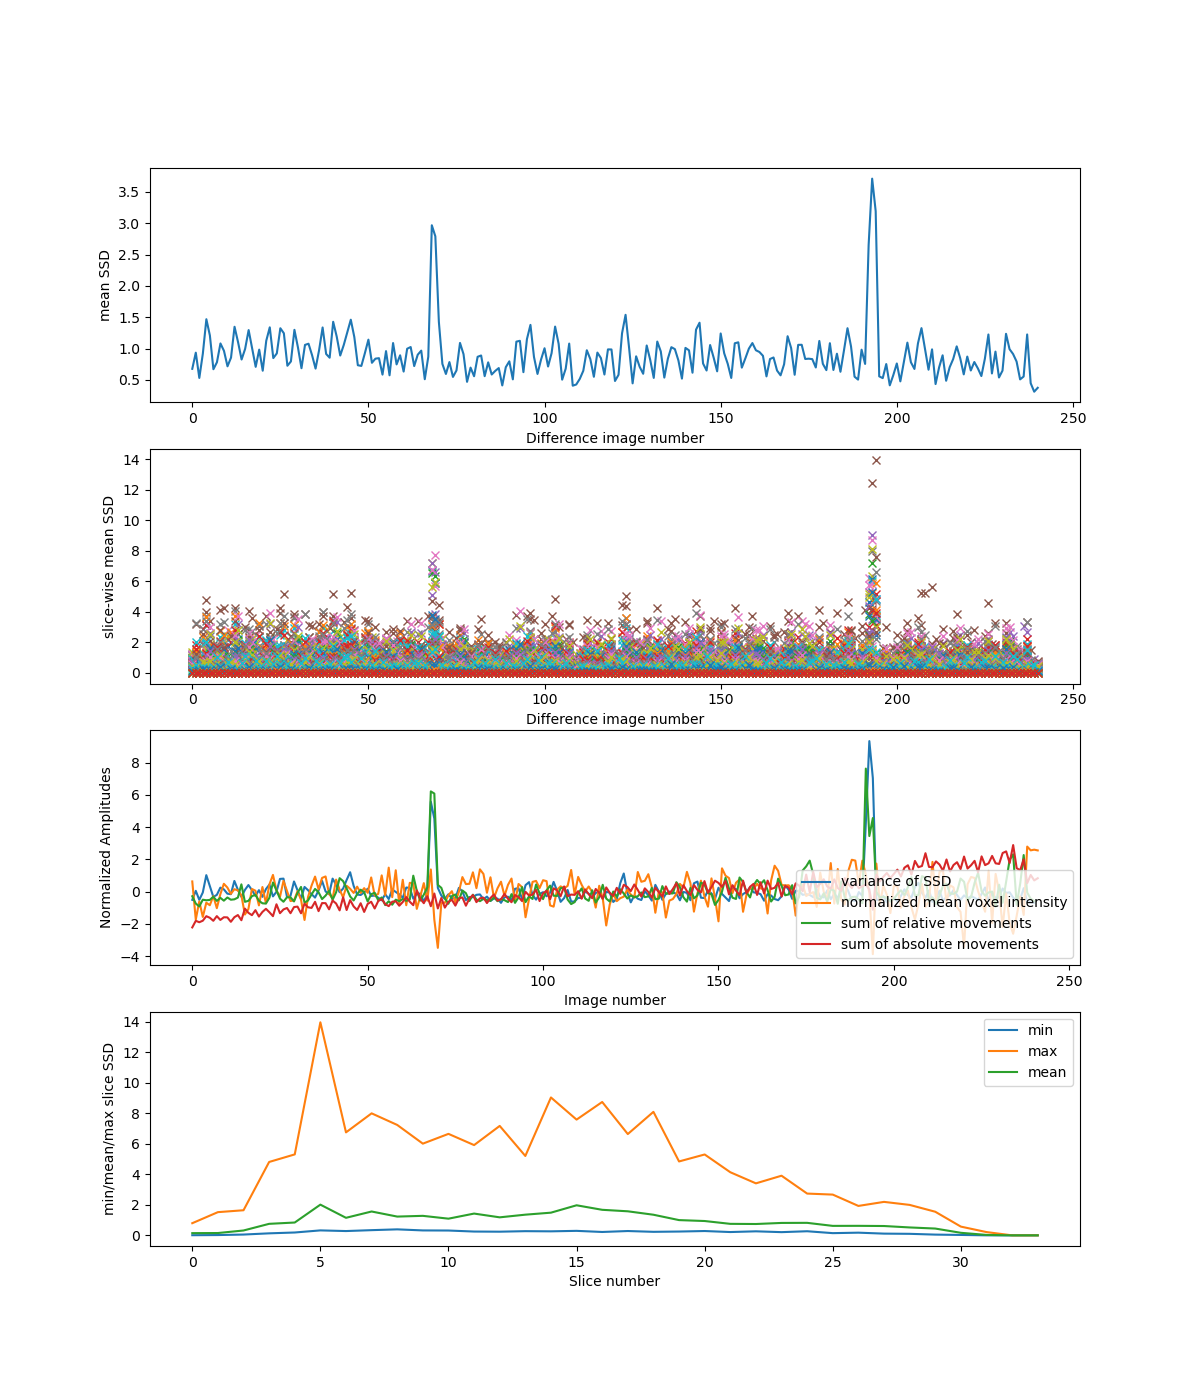 mean SSD
3.5
3.0
2.5
2.0
1.5
1.0
0.5
0 50 100 150 200 250
Difference image number
slice-wise mean SSD
14
12
10
8
6
4
2
0
0 50 100 150 200 250
Difference image number
Normalized Amplitudes
8
6
4
2
0
−2
−4
variance of SSD
normalized mean voxel intensity
sum of relative movements
sum of absolute movements
0 50 100 150 200 250
Image number
min/mean/max slice SSD
14
12
10
8
6
4
2
0
min
max
mean
0 5 10 15 20 25 30
Slice number